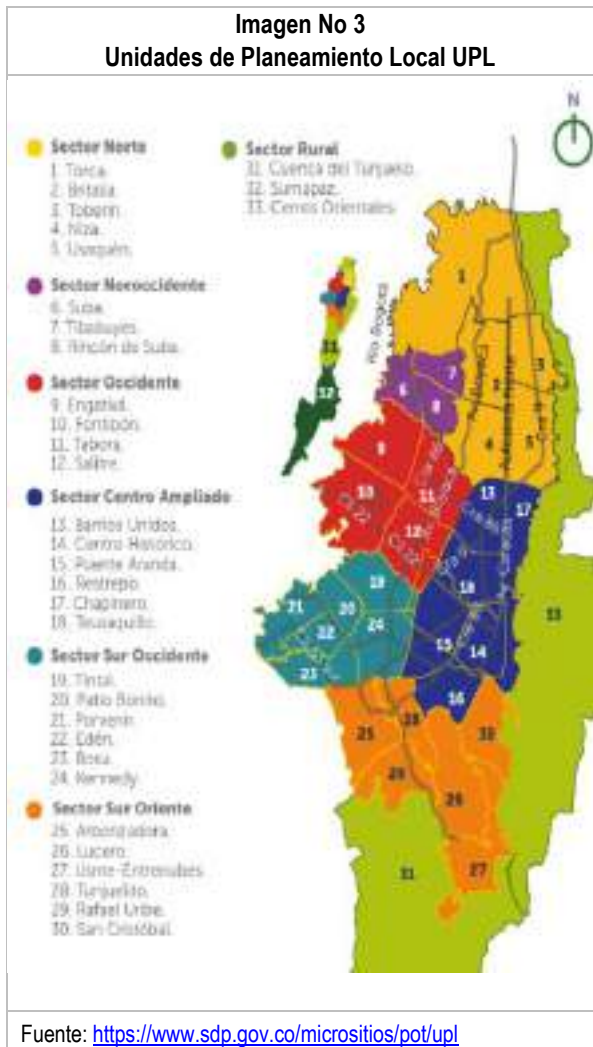 Imagen No 3
Unidades de Planeamiento Local UPL
N
Sector Norte
1. Torca.
2. Britalia.
3. Toberín.
4. Niza.
5. Usaquén.
Sector Noroccidente
6. Suba.
7. Tibabuyes.
8. Rincón de Suba.
Sector Occidente
9. Engativá.
10. Fontibón.
11. Tabora.
12. Salitre.
Sector Centro Ampliado
13. Barrios Unidos.
14. Centro Histórico.
15. Puente Aranda.
16. Restrepo.
17. Chapinero.
18. Teusaquillo.
Sector Sur Occidente
19. Tintal.
20. Patio Bonito.
21. Porvenir.
22. Edén.
23. Bosa.
24. Kennedy.
Sector Sur Oriente
25. Arborizadora.
26. Lucero.
27. Usme-Entrenubes.
28. Tunjuelito.
29. Rafael Uribe.
30. San Cristóbal.
Sector Rural
31. Cuenca del Tunjuelo.
32. Sumapaz.
33. Cerros Orientales.
Río Bogotá
Autopista Norte
1
7
3
6
2
8
4
5
9
10
11
13
17
12
18
19
21
20
22
24
15
14
23
16
33
25
28
30
31
27
Fuente: https://www.sdp.gov.co/micrositios/pot/upl